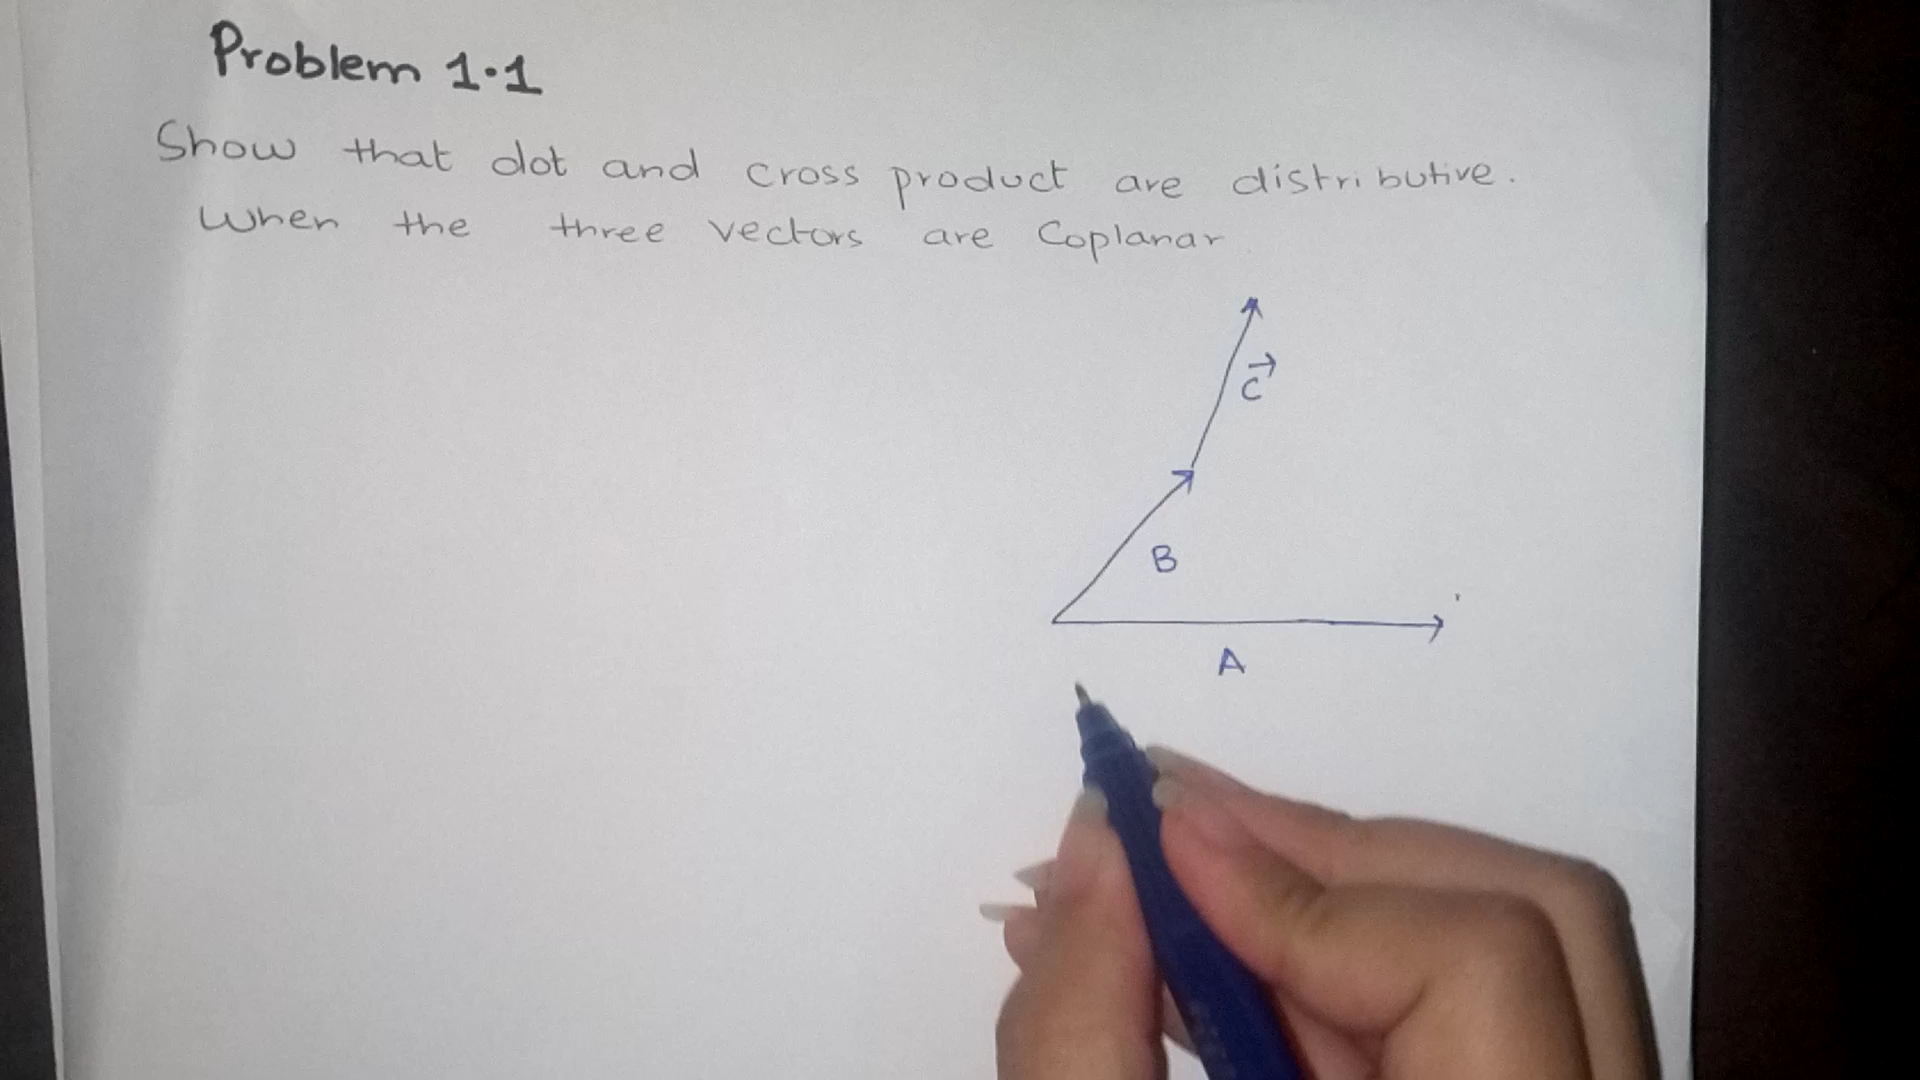 Problem 1.1
Show that dot and cross product are distributive.
When the three vectors are Coplanar
C
B
A